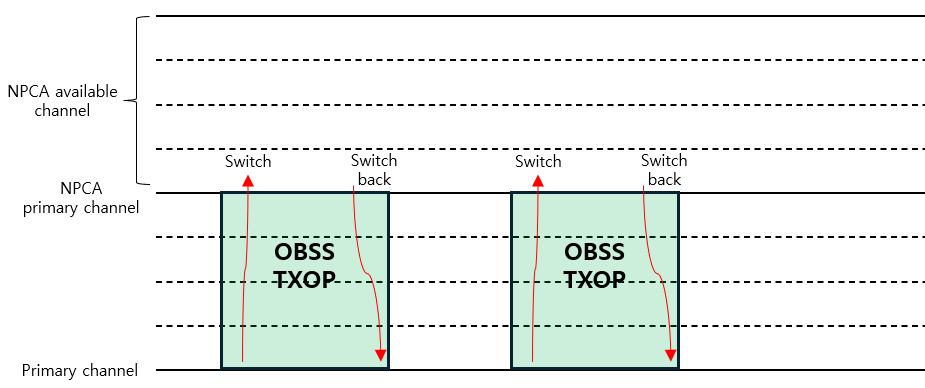 NPCA available
channel
Switch
Switch
back
Switch
Switch
back
NPCA
primary channel
OBSS
TXOP
OBSS
TXOP
Primary channel